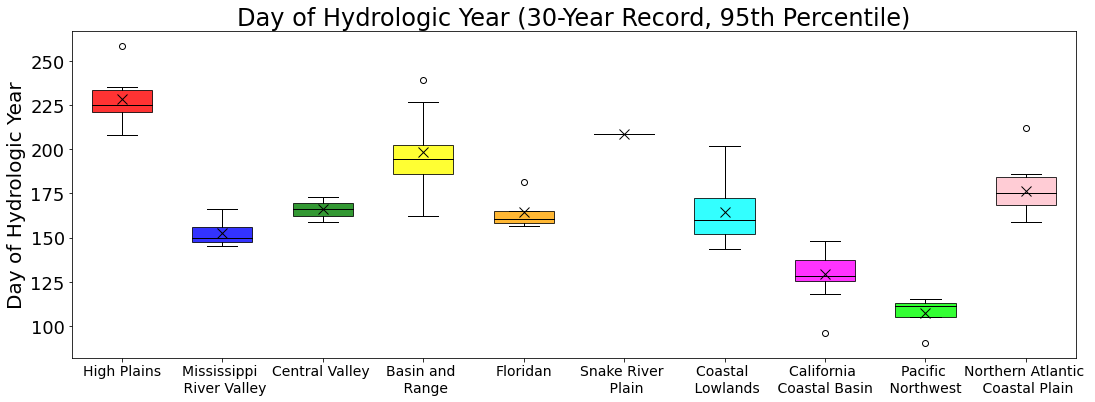 Day of Hydrologic Year (30-Year Record, 95th Percentile)
Day of Hydrologic Year
250
225
200
175
150
125
100
High Plains
Mississippi
River Valley
Central Valley
Basin and
Range
Floridan
Snake River
Plain
Coastal
Lowlands
California
Coastal Basin
Pacific
Northwest
Northern Atlantic
Coastal Plain